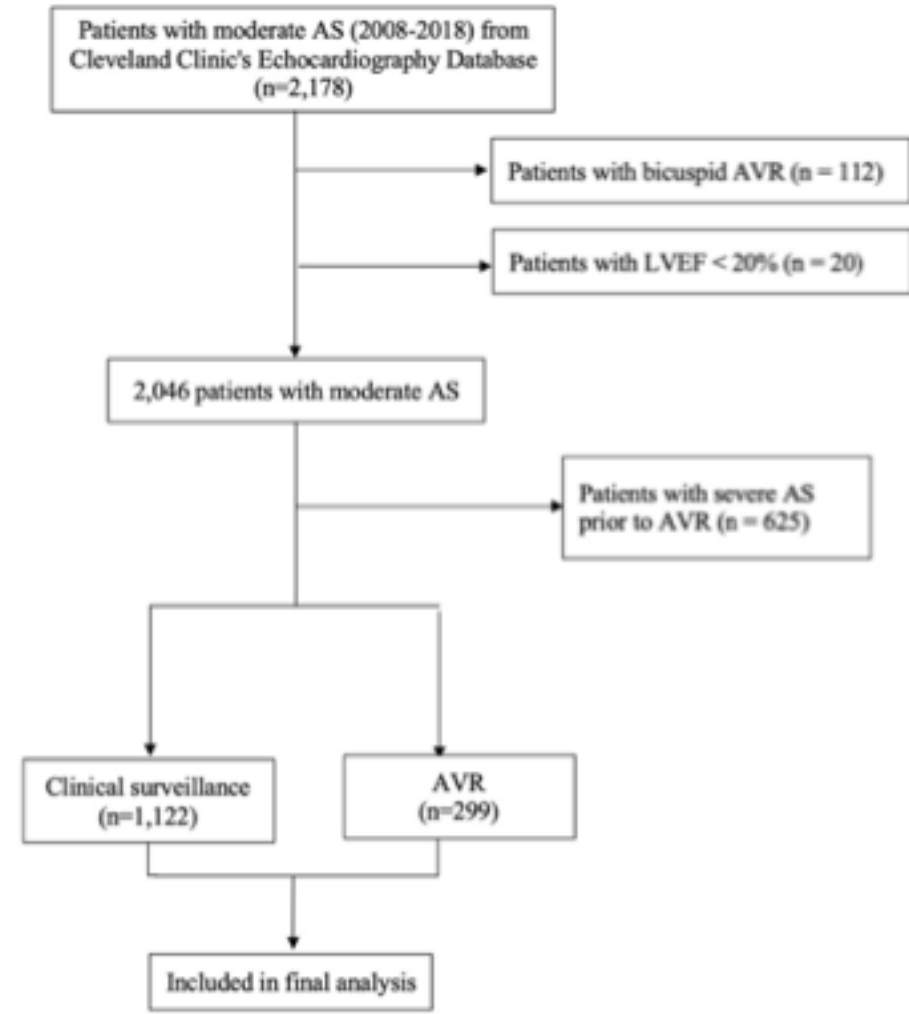 Patients with moderate AS (2008-2018) from
Cleveland Clinic's Echocardiography Database
(n=2,178)
Patients with bicuspid AVR (n = 112)
Patients with LVEF < 20% (n = 20)
2,046 patients with moderate AS
Patients with severe AS
prior to AVR (n = 625)
Clinical surveillance
(n=1,122)
AVR
(n=299)
Included in final analysis